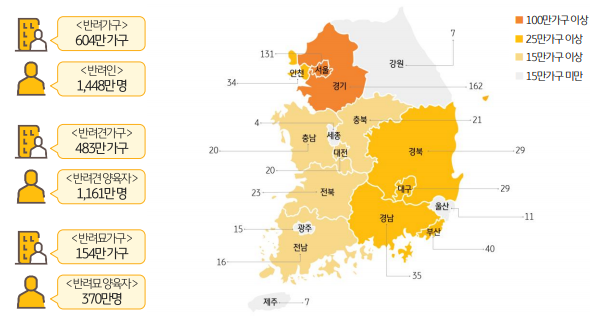 <반려가구>
604만가구
<반려인>
1,448만명
<반려견가구>
483만가구
<반려견 양육자>
1,161만명
<반려묘가구>
154만가구
<반려묘 양육자>
370만명
100만가구 이상
25만가구 이상
15만가구 이상
15만가구 미만
7
강원
131
서울
인천
34
경기
162
충북
21
4
세종
충남
대전
20
경북
29
20
전북
대구
29
23
울산
11
경남
부산
40
광주
15
전남
16
35
제주
7